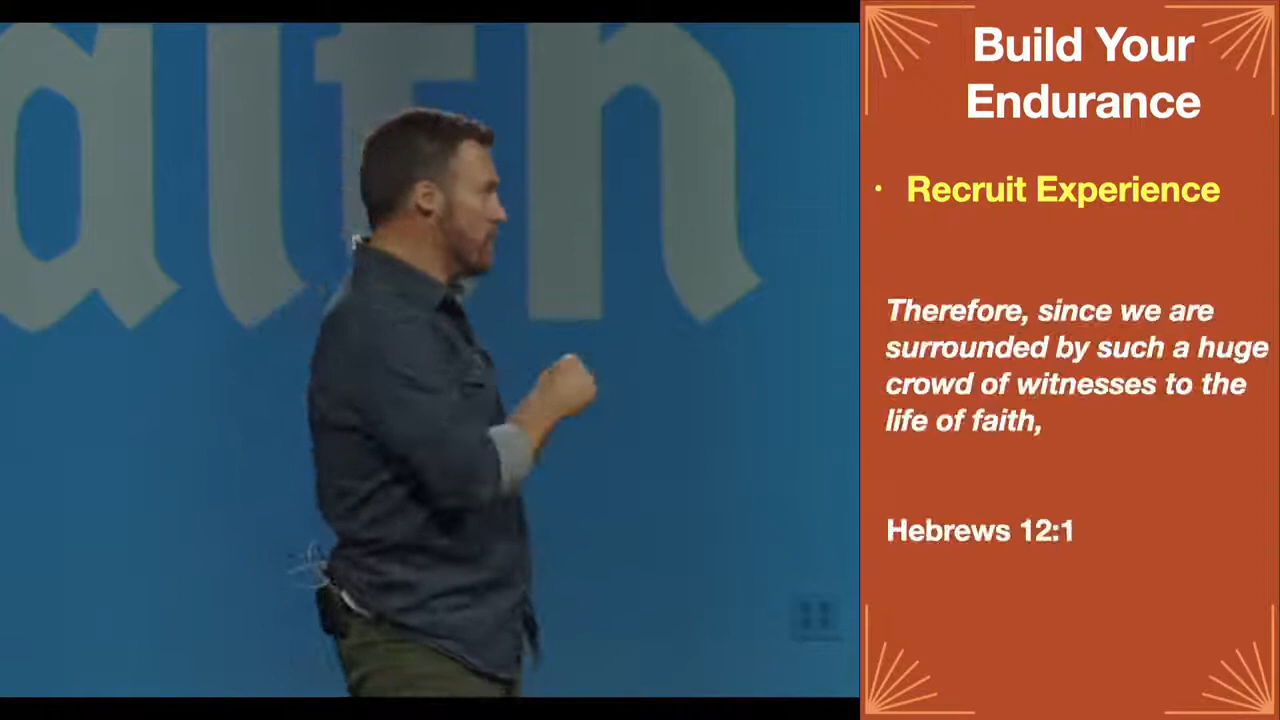 aith
Build Your
Endurance
· Recruit Experience
Therefore, since we are
surrounded by such a huge
crowd of witnesses to the
life of faith,
Hebrews 12:1